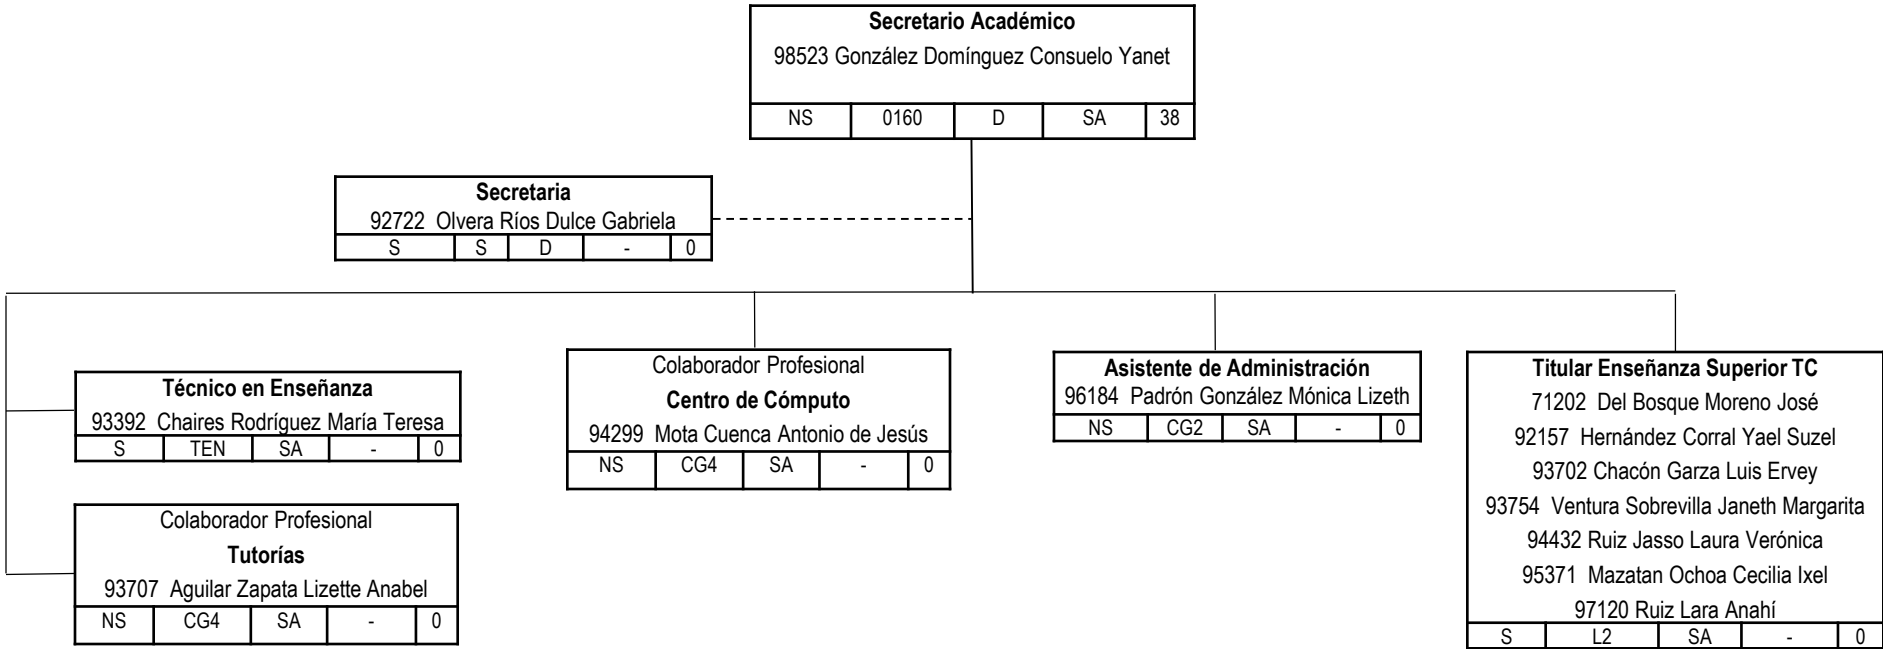 Secretario Académico
98523 González Domínguez Consuelo Yanet
NS 0160 D SA 38
Secretaria
92722 Olvera Ríos Dulce Gabriela
S S D - 0
Técnico en Enseñanza
93392 Chaires Rodríguez María Teresa
S TEN SA - 0
Colaborador Profesional
Tutorías
93707 Aguilar Zapata Lizette Anabel
NS CG4 SA - 0
Colaborador Profesional
Centro de Cómputo
94299 Mota Cuenca Antonio de Jesús
NS CG4 SA - 0
Asistente de Administración
96184 Padrón González Mónica Lizeth
NS CG2 SA - 0
Titular Enseñanza Superior TC
71202 Del Bosque Moreno José
92157 Hernández Corral Yael Suzel
93702 Chacón Garza Luis Ervey
93754 Ventura Sobrevilla Janeth Margarita
94432 Ruiz Jasso Laura Verónica
95371 Mazatan Ochoa Cecilia Ixel
97120 Ruiz Lara Anahí
S L2 SA - 0